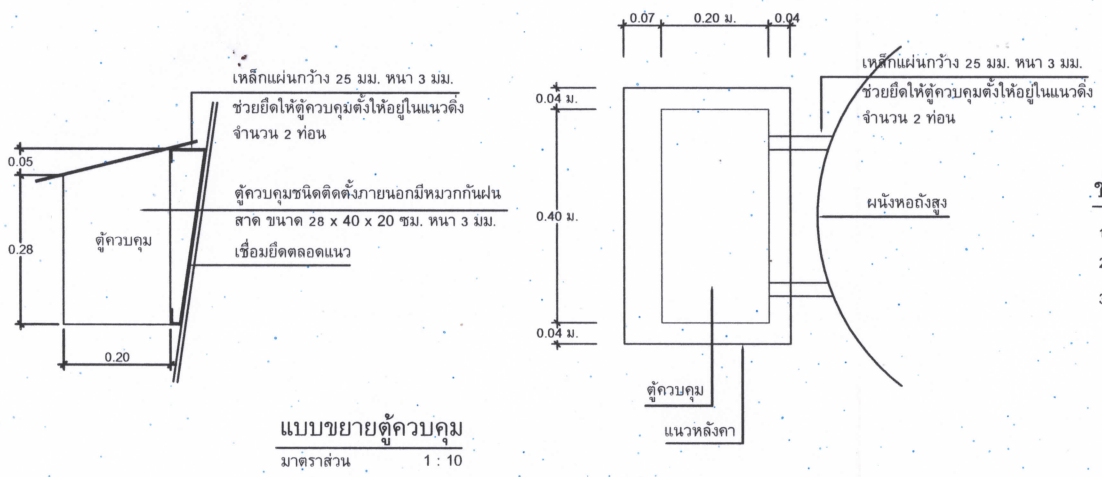 เหล็กแผ่นกว้าง 25 มม. หนา 3 มม.
ช่วยยึดให้ตู้ควบคุมตั้งให้อยู่ในแนวดิ่ง
จำนวน 2 ท่อน
0.05
0.28
0.20
ตู้ควบคุม
ตู้ควบคุมชนิดติดตั้งภายนอกมีหมวกกันฝน
สาด ขนาด 28 x 40 x 20 ซม. หนา 3 มม.
เชื่อมยึดตลอดแนว
แบบขยายตู้ควบคุม
มาตราส่วน 1 : 10
0.07 0.20 ม. 0.04
0.04 ม.
0.40 ม.
0.04 ม.
เหล็กแผ่นกว้าง 25 มม. หนา 3 มม.
ช่วยยึดให้ตู้ควบคุมตั้งให้อยู่ในแนวดิ่ง
จำนวน 2 ท่อน
ผนังหอถังสูง
ตู้ควบคุม
แนวหลังคา
1
2
3